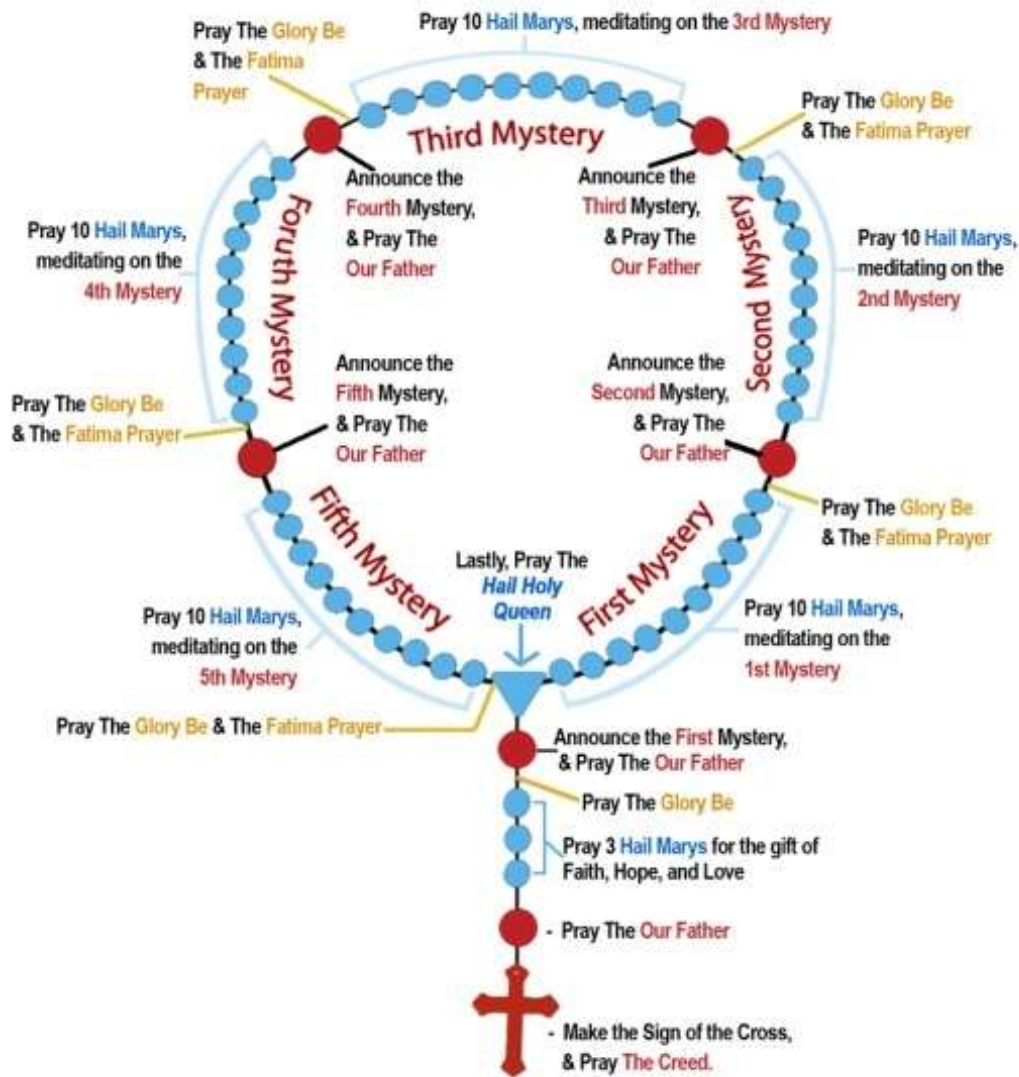 Pray 10 Hail Marys, meditating on the 3rd Mystery
Pray The Glory Be
& The Fatima
Prayer
Pray The Glory Be
& The Fatima Prayer
Third Mystery
Announce the
Fourth Mystery,
& Pray The
Our Father
Announce the
Third Mystery,
& Pray The
Our Father
Pray 10 Hail Marys,
meditating on the
4th Mystery
Foruth Mystery
Second Mystery
Pray 10 Hail Marys,
meditating on the
2nd Mystery
Announce the
Fifth Mystery,
& Pray The
Our Father
Announce the
Second Mystery,
& Pray The
Our Father
Pray The Glory Be
& The Fatima Prayer
Pray The Glory Be
& The Fatima Prayer
Fifth Mystery
First Mystery
Lastly, Pray The
Hail Holy
Queen
Pray 10 Hail Marys,
meditating on the
5th Mystery
Pray 10 Hail Marys,
meditating on the
1st Mystery
Pray The Glory Be & The Fatima Prayer
Announce the First Mystery,
& Pray The Our Father
Pray The Glory Be
Pray 3 Hail Marys for the gift of
Faith, Hope, and Love
- Pray The Our Father
- Make the Sign of the Cross,
& Pray The Creed.